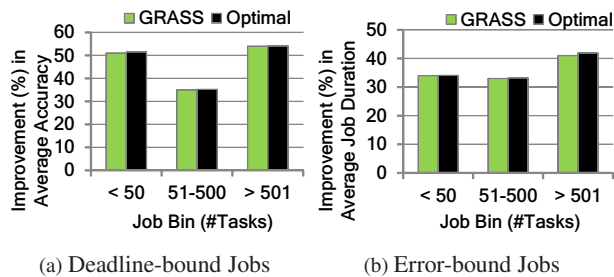 GRASS Optimal
Improvement (%) in
Average Accuracy
60
50
40
30
20
10
0
< 50 51-500 > 501
Job Bin (#Tasks)
(a) Deadline-bound Jobs
GRASS Optimal
Improvement (%) in
Average Job Duration
50
40
30
20
10
0
< 50 51-500 > 501
Job Bin (#Tasks)
(b) Error-bound Jobs